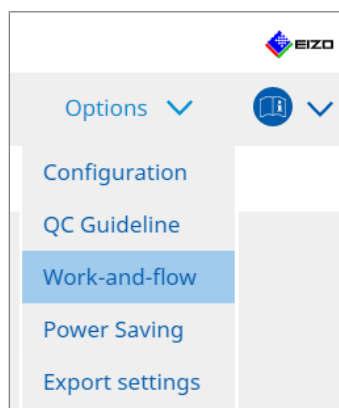 EIZO
Options
Configuration
QC Guideline
Work-and-flow
Power Saving
Export settings